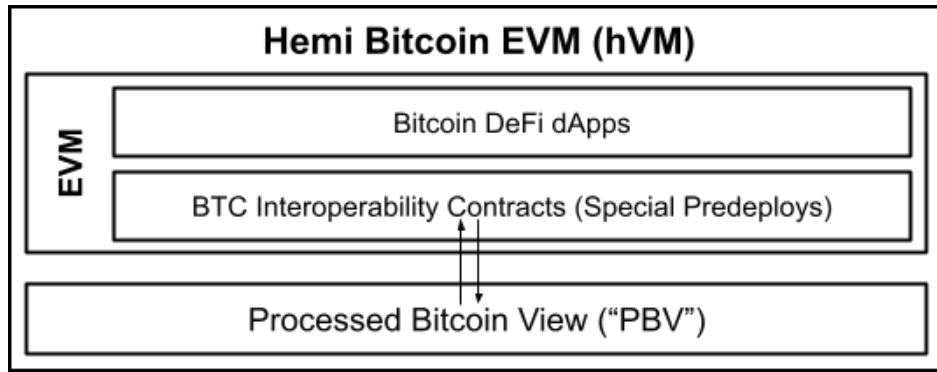 Hemi Bitcoin EVM (hVM)
EVM
Bitcoin DeFi dApps
BTC Interoperability Contracts (Special Predeploys)
Processed Bitcoin View (“PBV”)